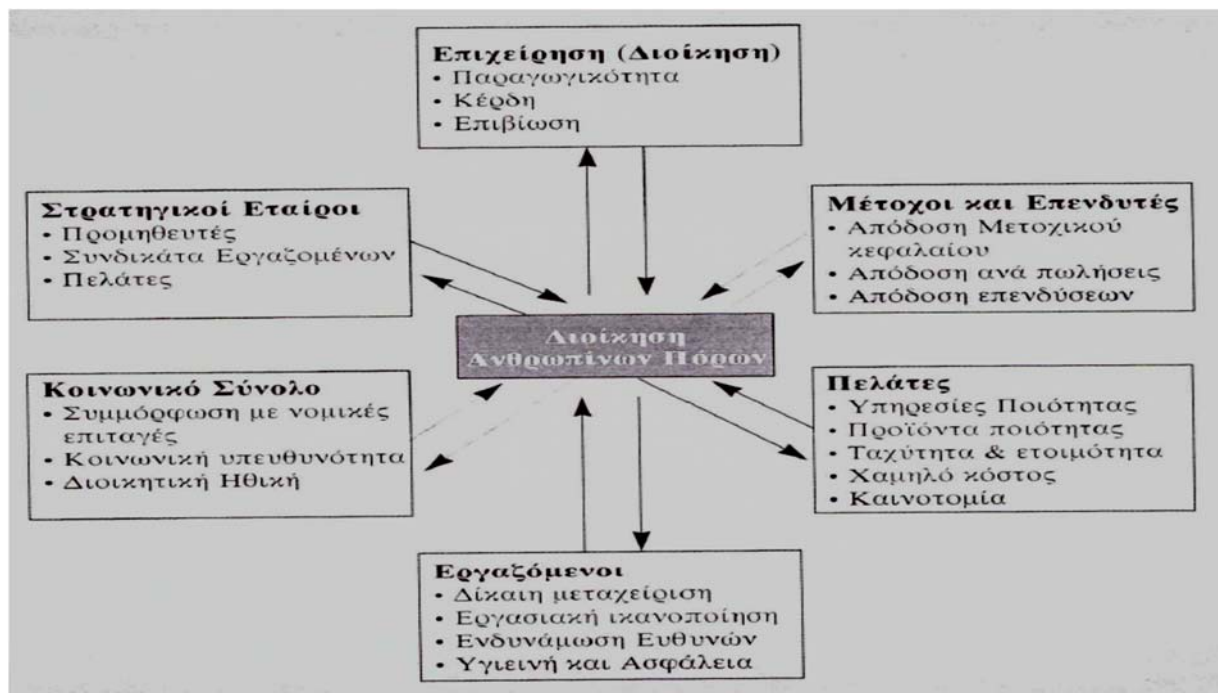 Επιχείρηση (Διοίκηση)
• Παραγωγικότητα
• Κέρδη
• Επιβίωση
Στρατηγικοί Εταίροι
• Προμηθευτές
• Συνδικάτα Εργαζομένων
• Πελάτες
Μέτοχοι και Επενδυτές
• Απόδοση Μετοχικού
κεφαλαίου
• Απόδοση ανά πωλήσεις
• Απόδοση επενδύσεων
Διοίκηση
Ανθρωπίνων Πόρων
Κοινωνικό Σύνολο
• Συμμόρφωση με νομικές
επιταγές
• Κοινωνική υπευθυνότητα
• Διοικητική Ηθική
Πελάτες
• Υπηρεσίες Ποιότητας
• Προϊόντα ποιότητας
• Ταχύτητα & ετοιμότητα
• Χαμηλό κόστος
• Καινοτομία
Εργαζόμενοι
• Δίκαιη μεταχείριση
• Εργασιακή ικανοποίηση
• Ενδυνάμωση Ευθυνών
• Υγιεινή και Ασφάλεια